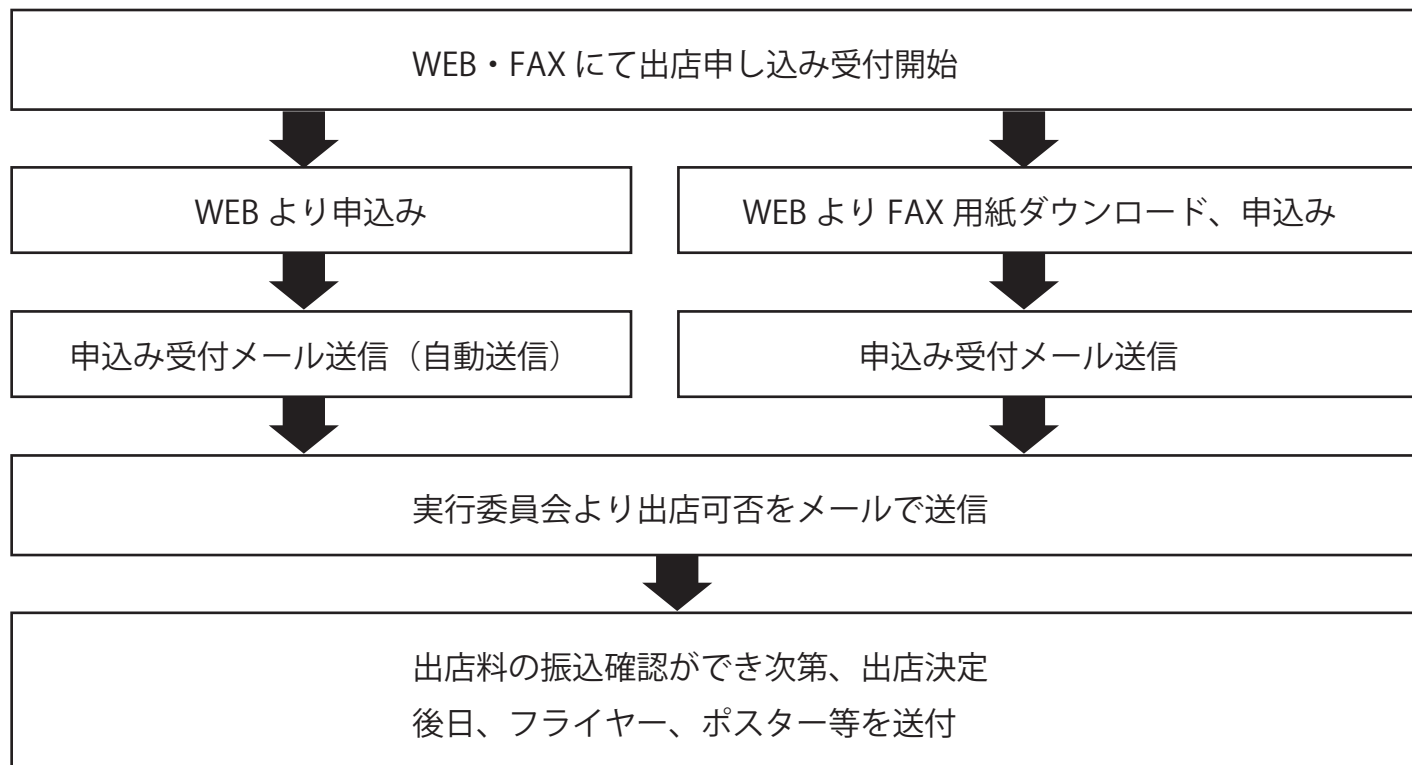 WEB・FAX にて出店申し込み受付開始
WEB より申込み
WEB より FAX 用紙ダウンロード、申込み
申込み受付メール送信（自動送信）
申込み受付メール送信
実行委員会より出店可否をメールで送信
出店料の振込確認ができ次第、出店決定
後日、フライヤー、ポスター等を送付